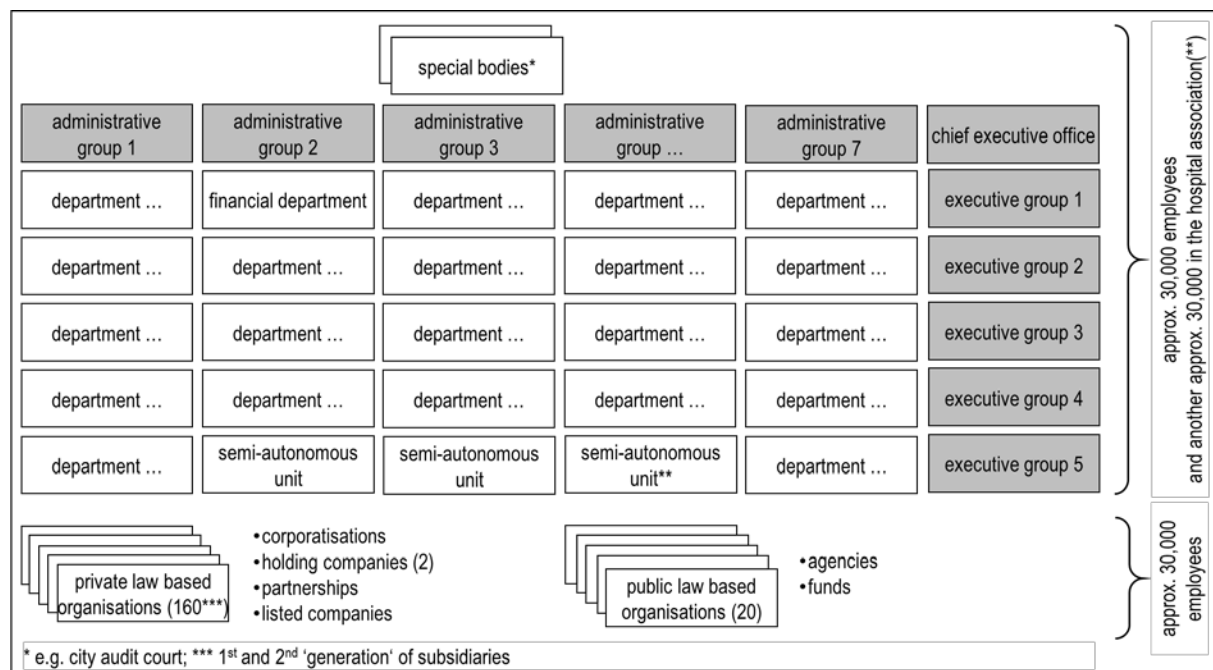 special bodies*
administrative
group 1
administrative
group 2
administrative
group 3
administrative
group …
administrative
group 7
chief executive office
department …
financial department
department …
department …
department …
executive group 1
department …
department …
department …
department …
department …
executive group 2
department …
department …
department …
department …
department …
executive group 3
department …
department …
department …
department …
department …
executive group 4
department …
semi-autonomous
unit
semi-autonomous
unit
semi-autonomous
unit**
department …
executive group 5
approx. 30,000 employees
and another approx. 30,000 in the hospital association(**)
private law based
organisations (160***)
•corporatisations
•holding companies (2)
•partnerships
•listed companies
public law based
organisations (20)
•agencies
•funds
approx. 30,000
employees
* e.g. city audit court; *** 1st and 2nd ‘generation‘ of subsidiaries